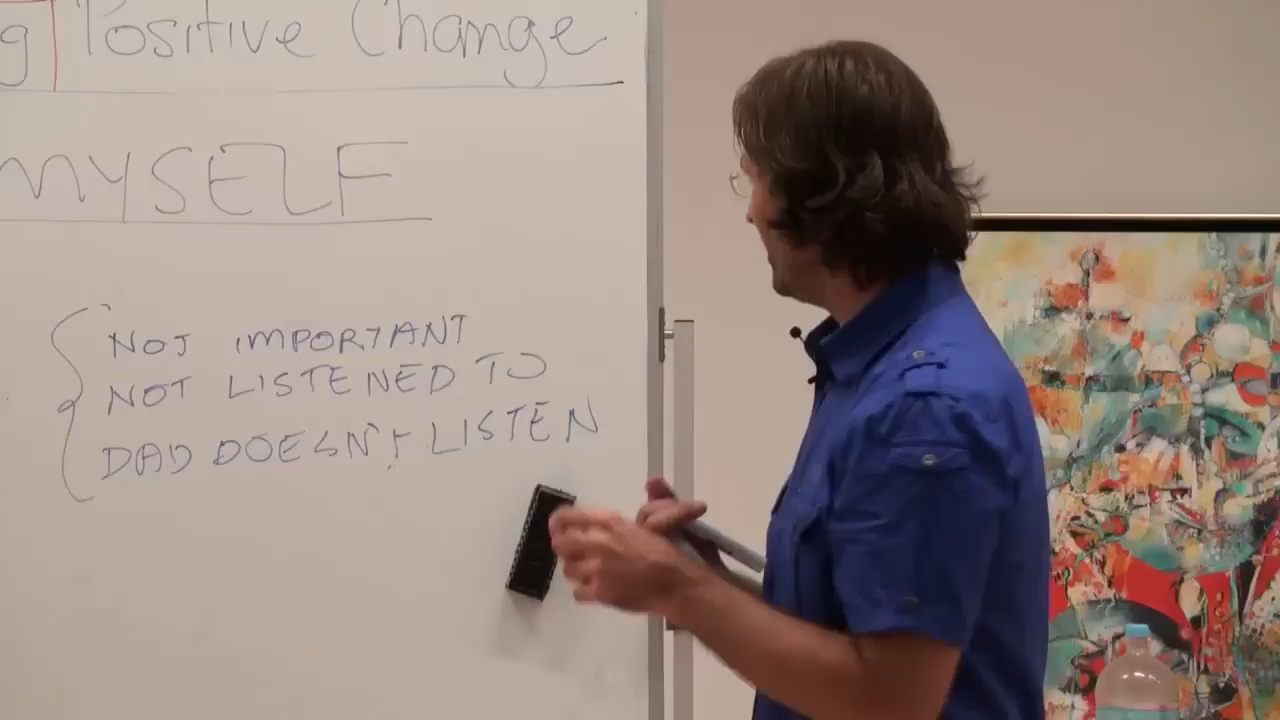 g Positive Change
MYSELF
NOT IMPORTANT
NOT LISTENED TO
DAD DOESN't LISTEN